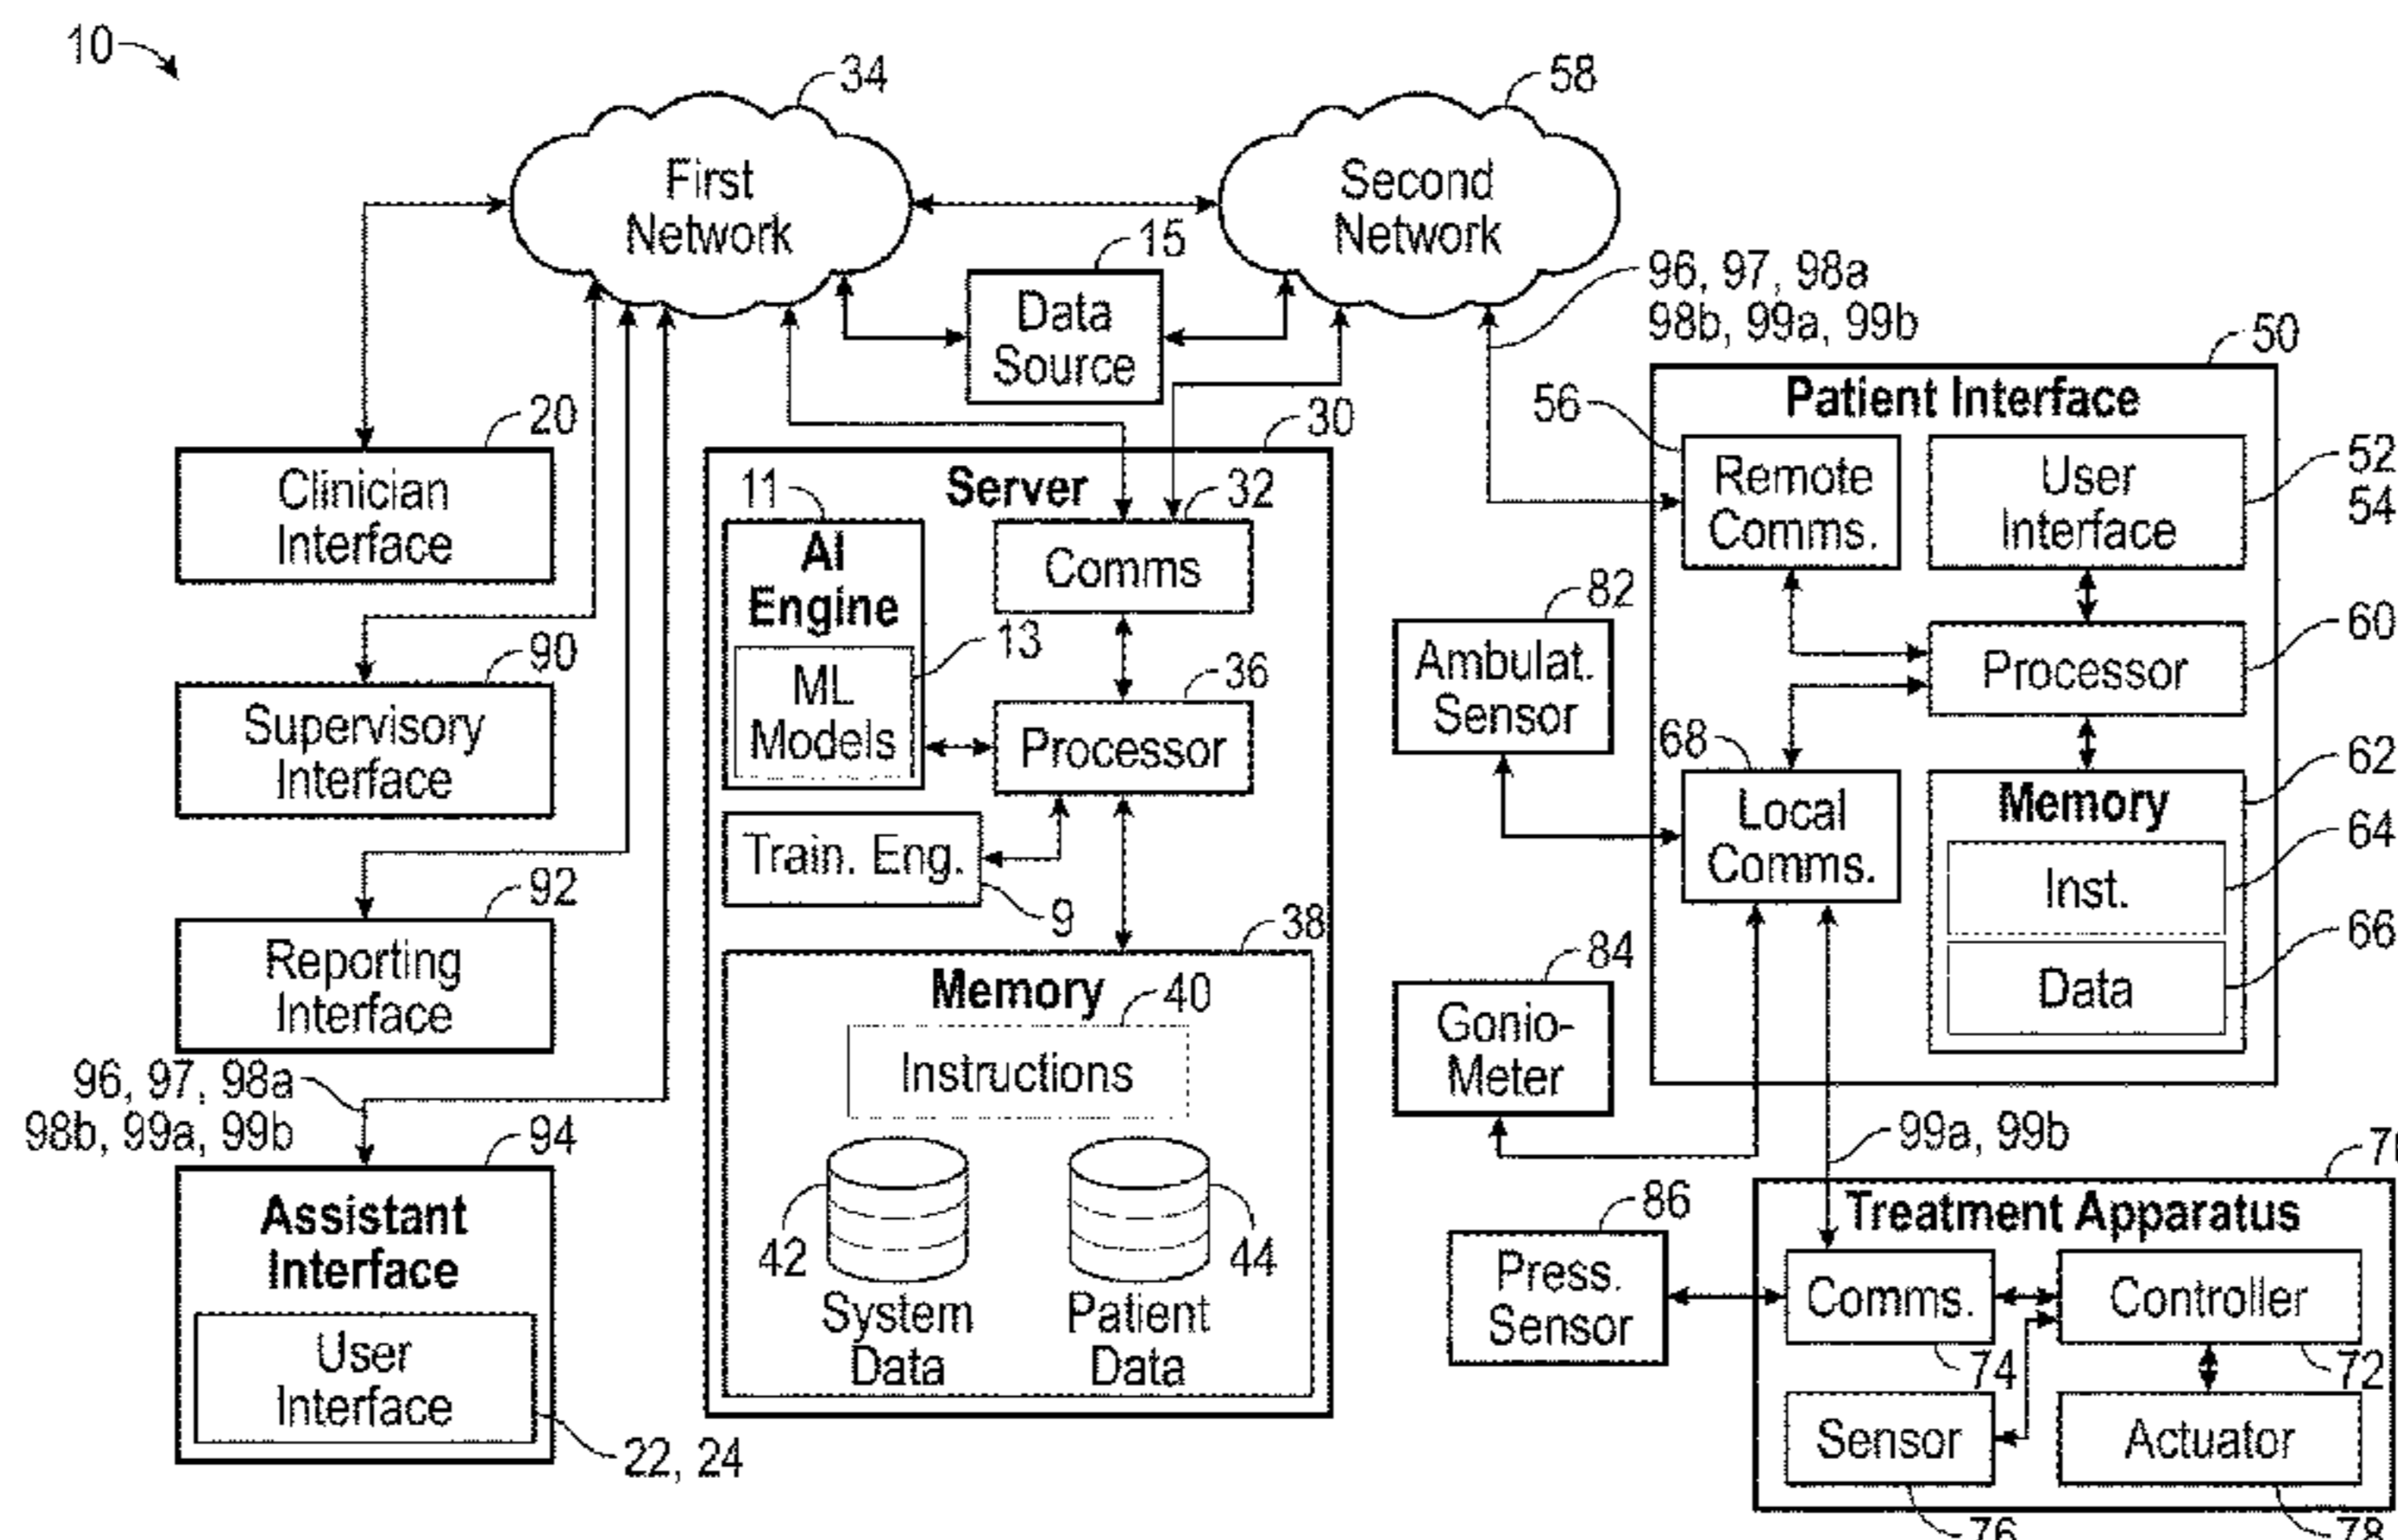 10
34
First
Network
58
Second
Network
15
Data
Source
96, 97, 98a
98b, 99a, 99b
20
Clinician
Interface
90
Supervisory
Interface
92
Reporting
Interface
96, 97, 98a
98b, 99a, 99b
94
Assistant
Interface
User
Interface
22, 24
30
Server
11
AI
Engine
13
ML
Models
32
Comms
36
Processor
Train. Eng.
9
38
Memory
40
Instructions
42
System
Data
44
Patient
Data
50
Patient Interface
56
Remote
Comms.
User
Interface
52
54
82
Ambulat.
Sensor
Processor
60
68
Local
Comms.
62
Memory
64
Inst.
66
Data
84
Gonio-
Meter
99a, 99b
86
Press.
Sensor
Treatment Apparatus
Comms.
74
Controller
72
Sensor
76
Actuator
78